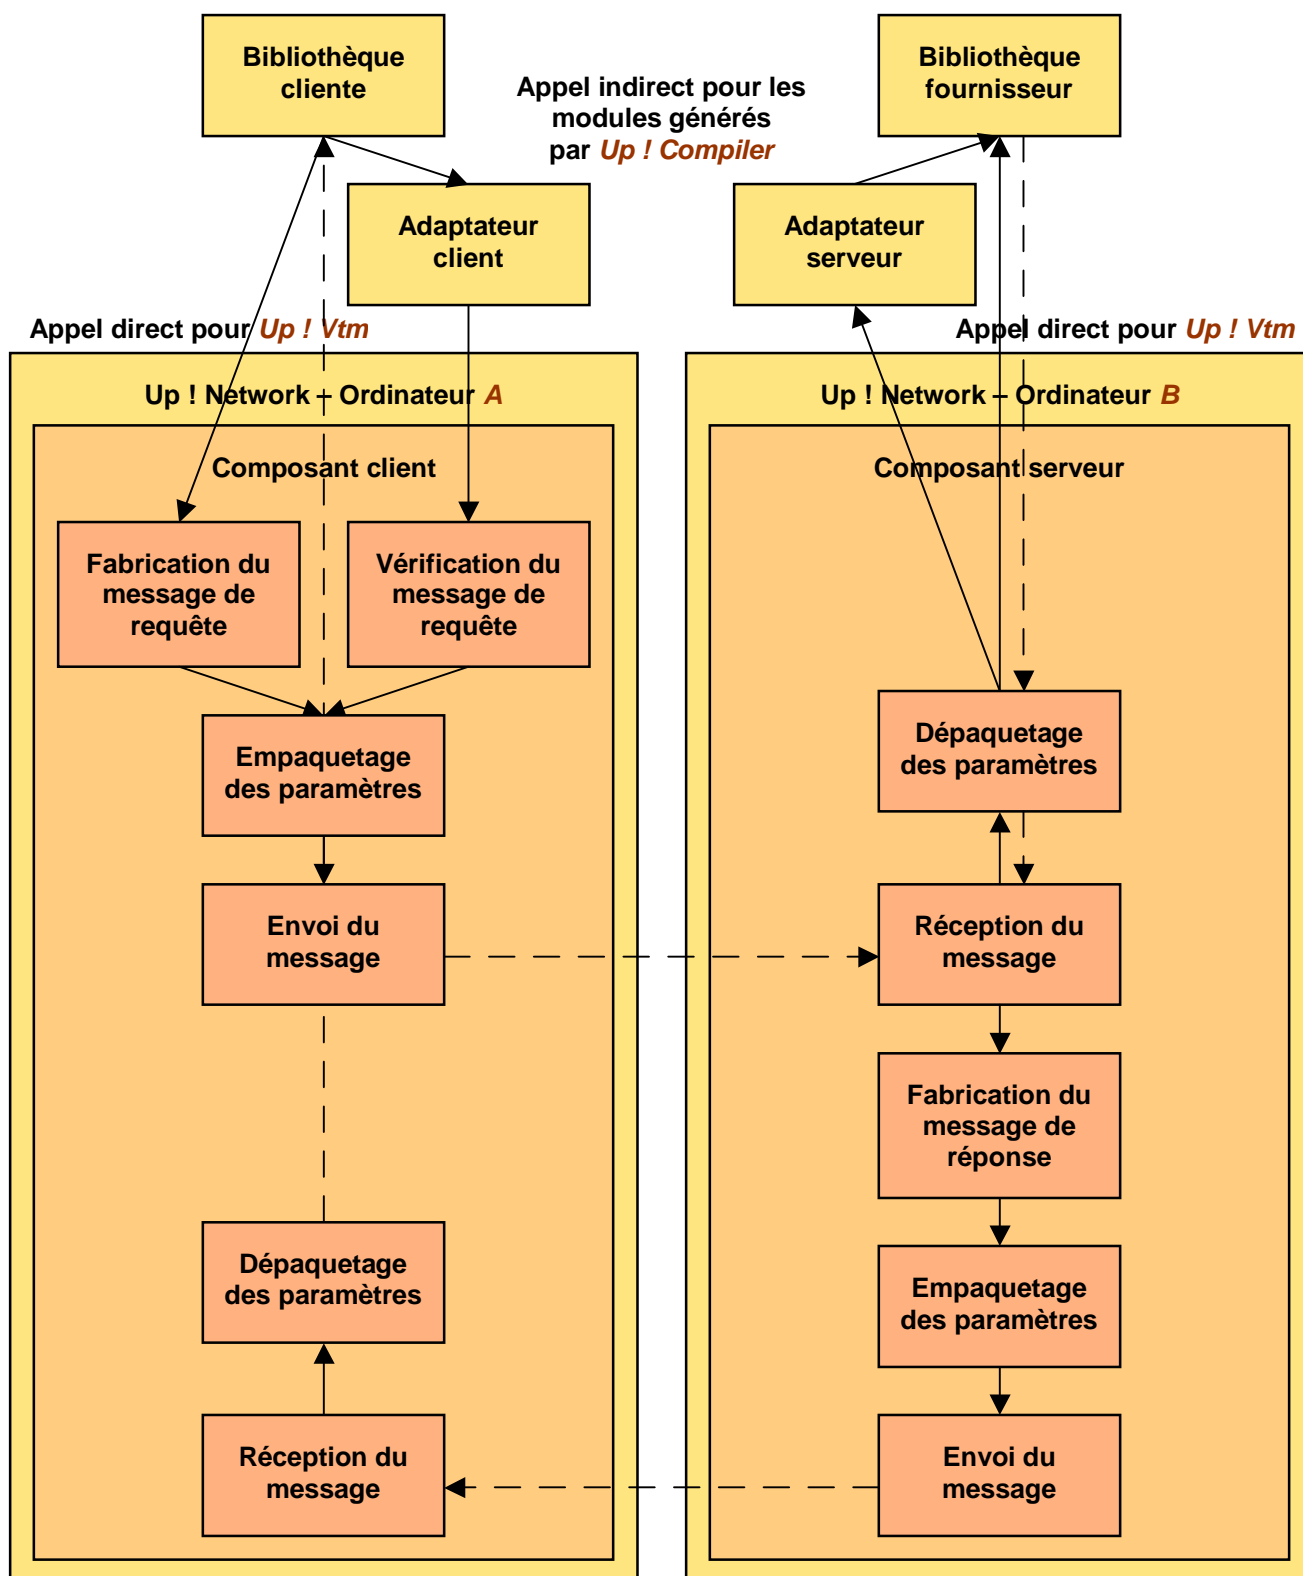 Bibliothèque
cliente
Bibliothèque
fournisseur
Appel indirect pour les
modules générés
par Up ! Compiler
Adaptateur
client
Adaptateur
serveur
Appel direct pour Up ! Vtm
Appel direct pour Up ! Vtm
Up ! Network – Ordinateur A
Up ! Network – Ordinateur B
Composant client
Composant serveur
Fabrication du
message de
requête
Vérification du
message de
requête
Empaquetage
des paramètres
Dépaquetage
des paramètres
Envoi du
message
Réception du
message
Fabrication du
message de
réponse
Dépaquetage
des paramètres
Empaquetage
des paramètres
Réception du
message
Envoi du
message